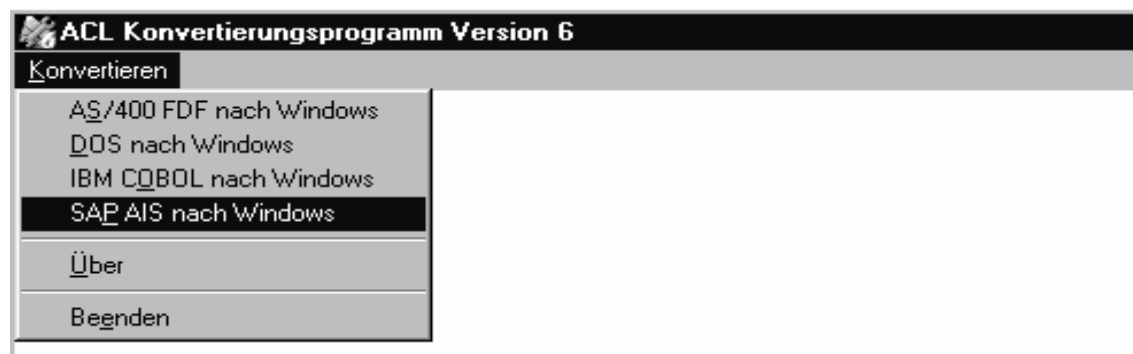 ACL Konvertierungsprogramm Version 6
Konvertieren
AS/400 FDF nach Windows
DOS nach Windows
IBM COBOL nach Windows
SAP AIS nach Windows
Über
Beenden